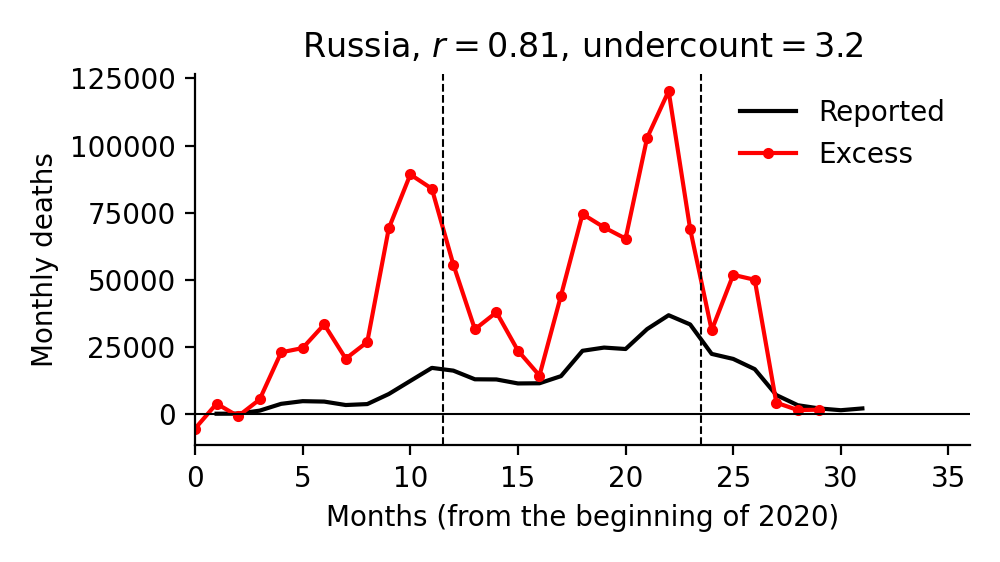 Russia, r = 0.81, undercount = 3.2
125000
100000
75000
50000
25000
0
Monthly deaths
Reported
Excess
0 5 10 15 20 25 30 35
Months (from the beginning of 2020)